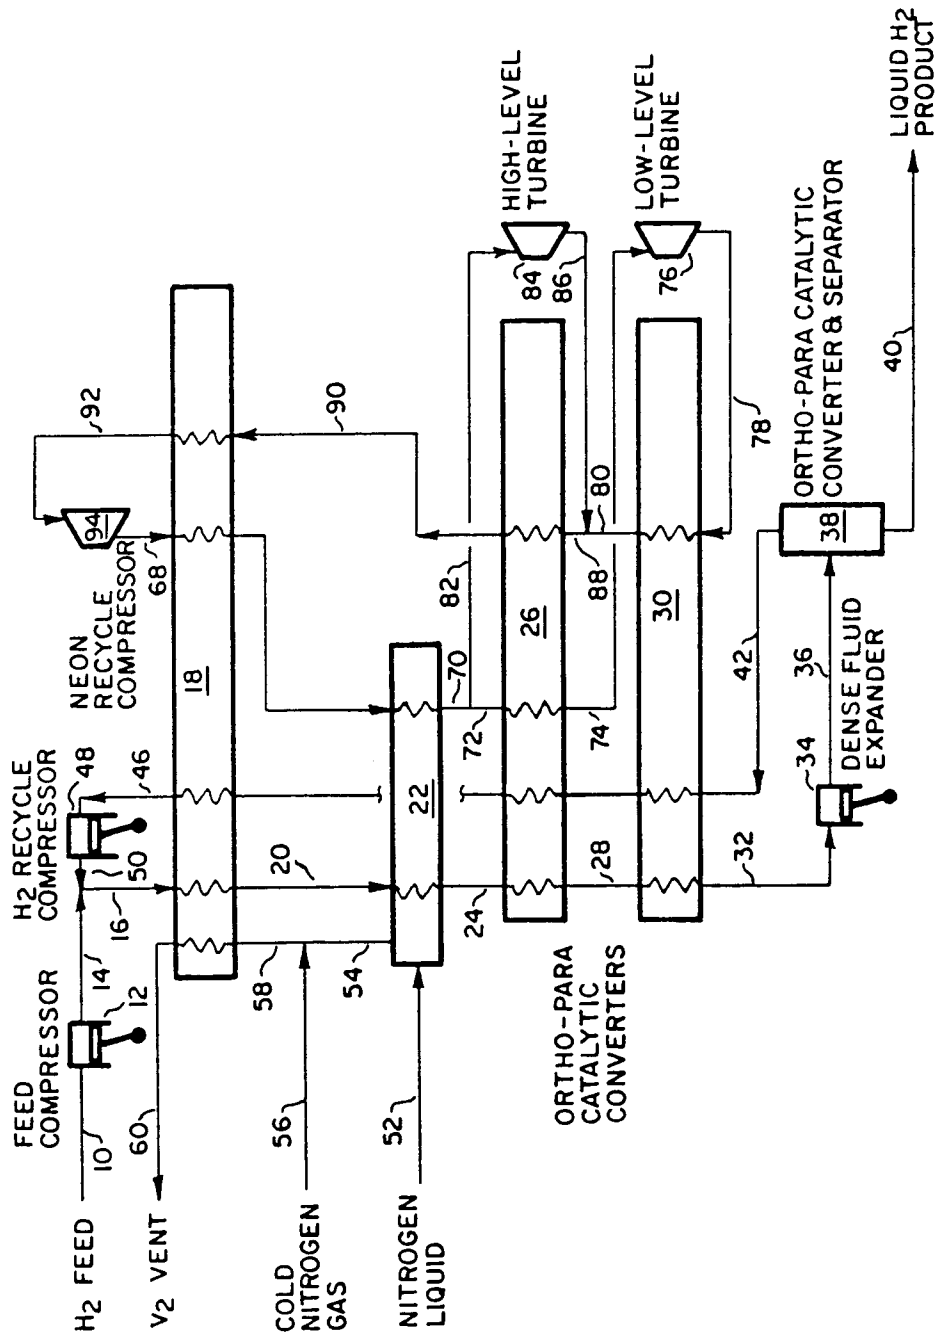 H2 FEED
10
FEED
COMPRESSOR
12
14
16
H2 RECYCLE
COMPRESSOR
48
50
46
NEON
RECYCLE
COMPRESSOR
94
68
92
V2 VENT
60
18
COLD
NITROGEN
GAS
56
58
54
20
90
NITROGEN
LIQUID
52
22
70
72
82
24
HIGH-LEVEL
TURBINE
84
86
26
28
74
88
80
LOW-LEVEL
TURBINE
76
78
30
ORTHO-PARA
CATALYTIC
CONVERTERS
32
42
34
DENSE FLUID
EXPANDER
36
38
ORTHO-PARA CATALYTIC
CONVERTER & SEPARATOR
40
LIQUID H2
PRODUCT